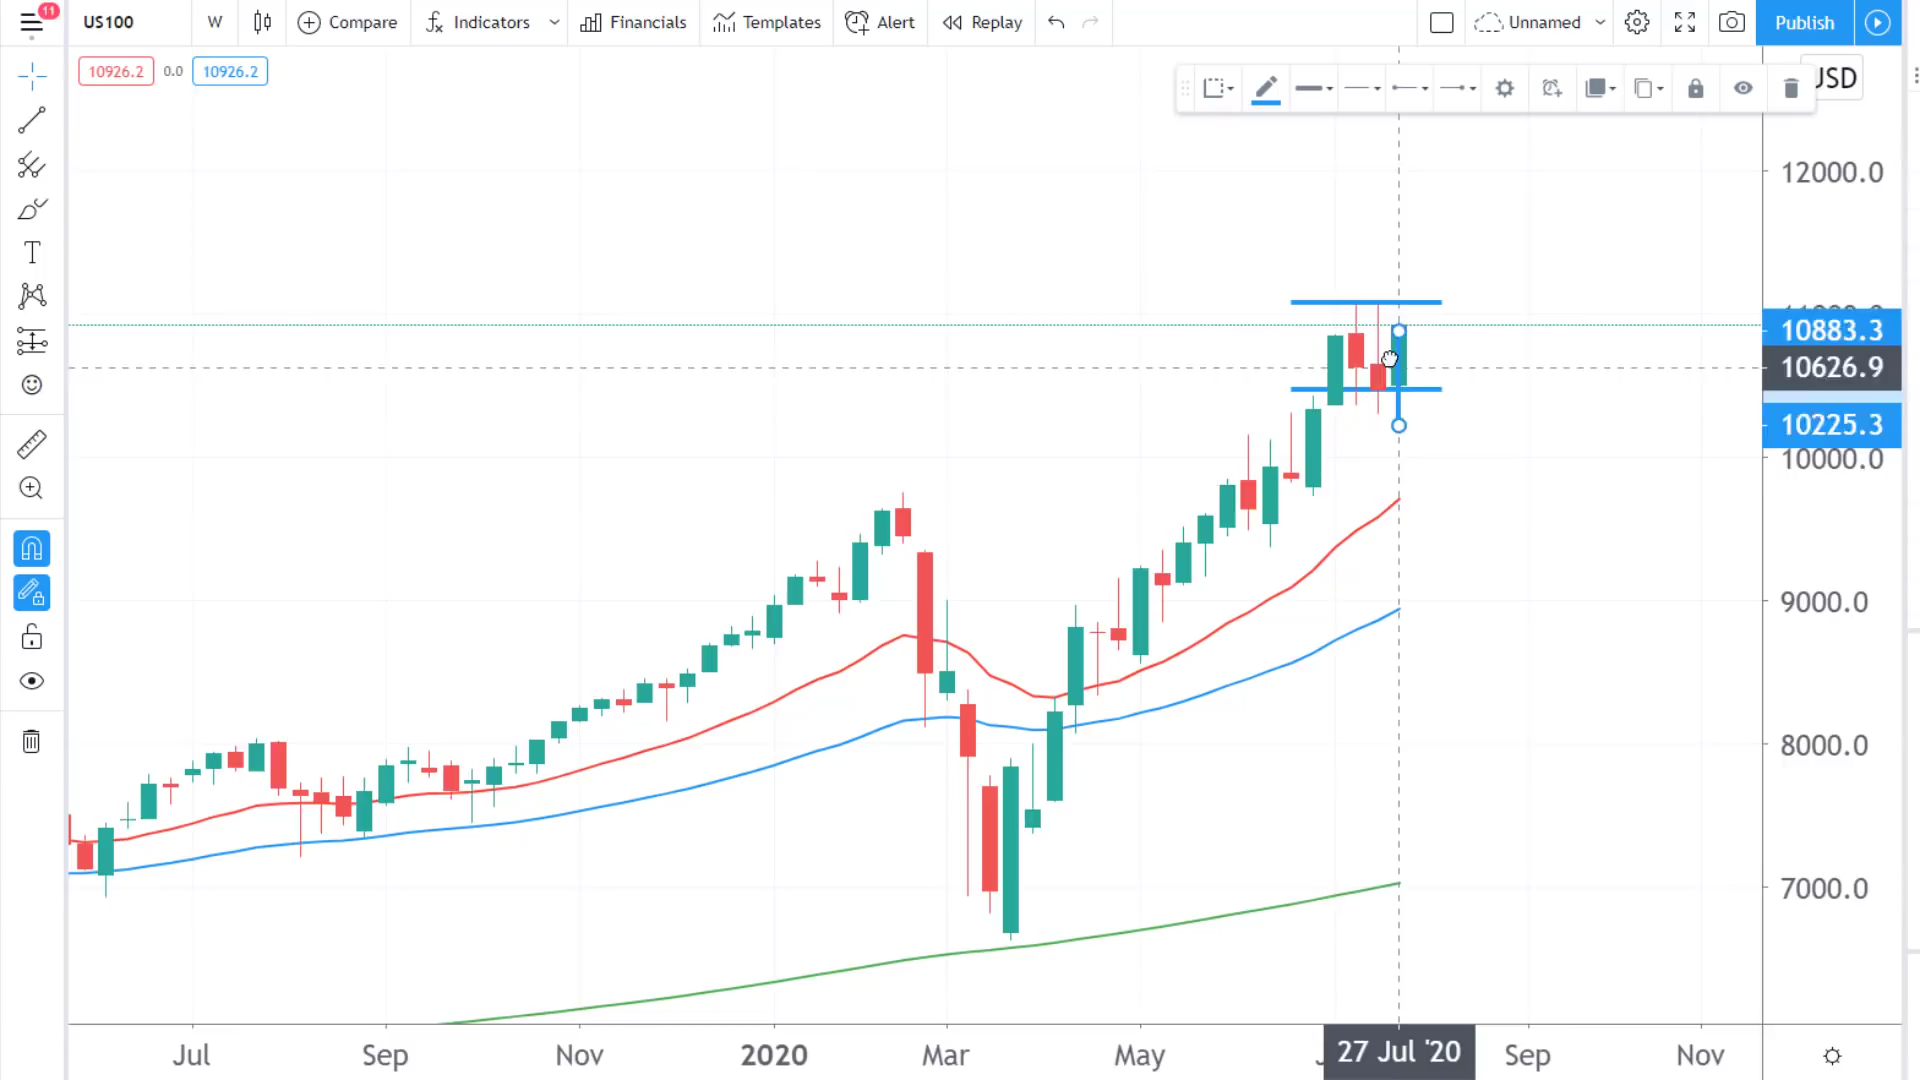 11
US100
W
Compare
Indicators
Financials
Templates
Alert
Replay
Unnamed
Publish
10926.2 0.0 10926.2
USD
12000.0
10883.3
10626.9
10225.3
10000.0
9000.0
8000.0
7000.0
Jul Sep Nov 2020 Mar May 27 Jul '20 Sep Nov